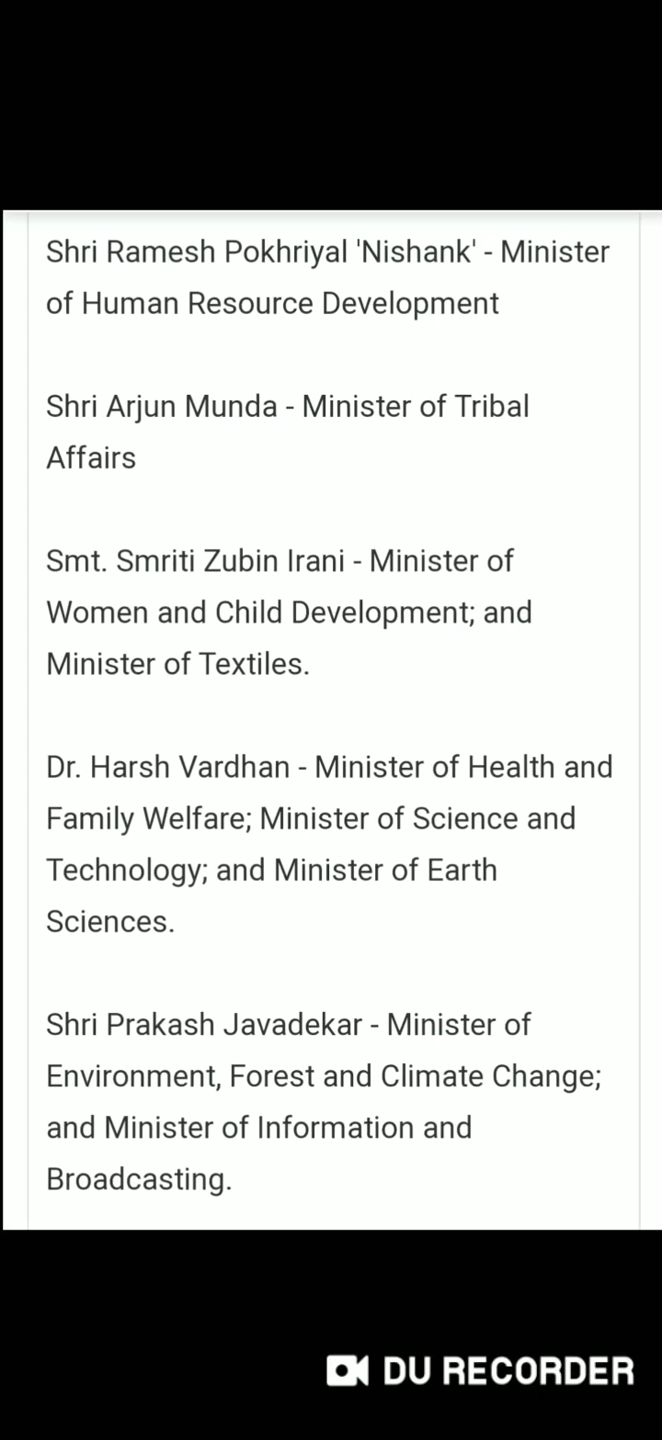 Shri Ramesh Pokhriyal 'Nishank' - Minister
of Human Resource Development
Shri Arjun Munda - Minister of Tribal
Affairs
Smt. Smriti Zubin Irani - Minister of
Women and Child Development; and
Minister of Textiles.
Dr. Harsh Vardhan - Minister of Health and
Family Welfare; Minister of Science and
Technology; and Minister of Earth
Sciences.
Shri Prakash Javadekar - Minister of
Environment, Forest and Climate Change;
and Minister of Information and
Broadcasting.
DU RECORDER